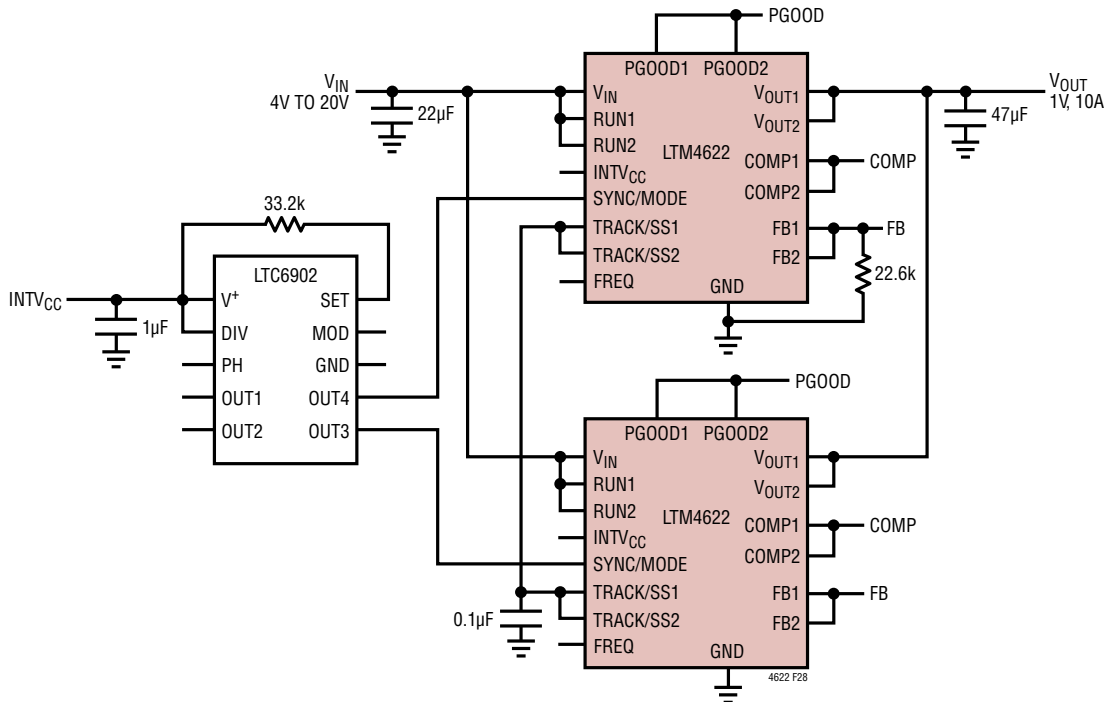 PGOOD
PGOOD1 PGOOD2
V_IN
4V TO 20V
22µF
V_IN
RUN1
RUN2
INTV_CC
SYNC/MODE
TRACK/SS1
TRACK/SS2
FREQ
LTM4622
V_OUT1
V_OUT2
COMP1
COMP2
FB1
FB2
GND
COMP
FB
22.6k
V_OUT
1V, 10A
47µF
33.2k
LTC6902
INTV_CC
1µF
V+
DIV
PH
OUT1
OUT2
SET
MOD
GND
OUT4
OUT3
PGOOD
PGOOD1 PGOOD2
V_IN
RUN1
RUN2
INTV_CC
SYNC/MODE
TRACK/SS1
TRACK/SS2
FREQ
0.1µF
LTM4622
V_OUT1
V_OUT2
COMP1
COMP2
FB1
FB2
GND
COMP
FB
4622 F28